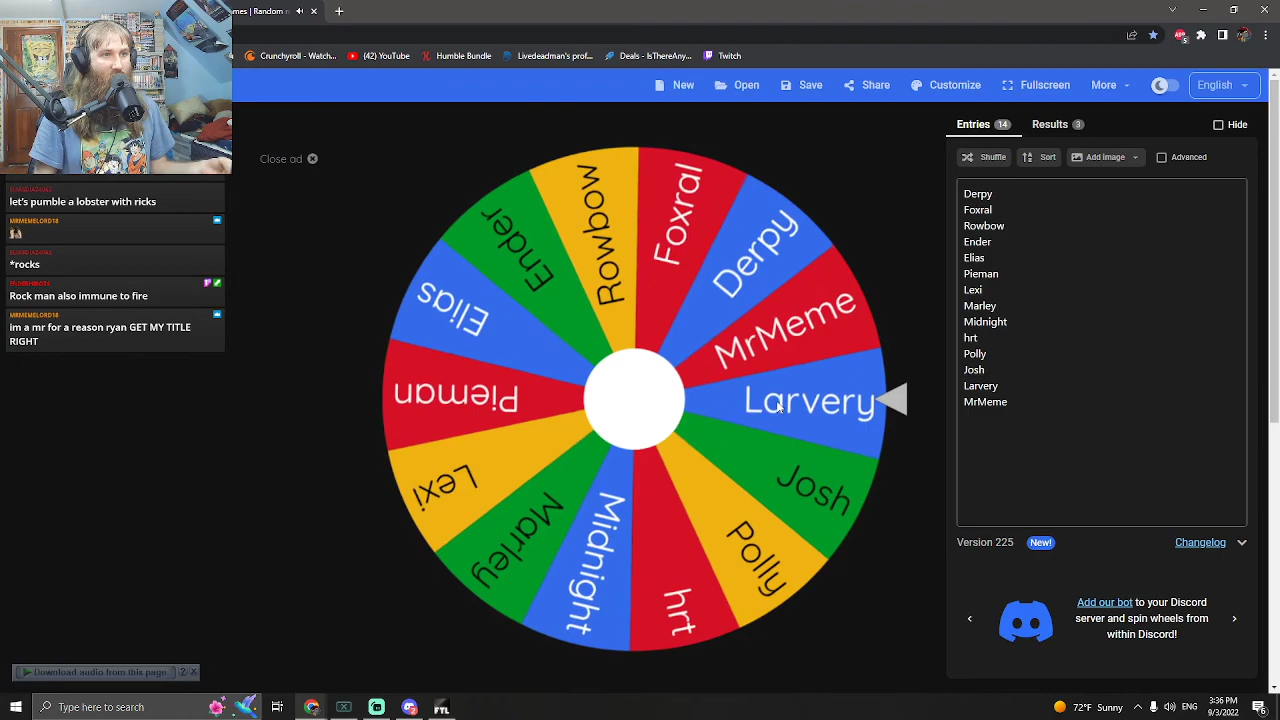 Crunchyroll - Watch...
(42) YouTube
Humble Bundle
Livedeadman's prof...
Deals - IsThereAny...
Twitch
New
Open
Save
Share
Customize
Fullscreen
More
English
Close ad
Entries 14
Results 3
Hide
Shuffle
Sort
Add image
Advanced
Derpy
Foxral
Rowbow
Ender
Elias
Pieman
Lexi
Marley
Midnight
hrt
Polly
Josh
Larvery
MrMeme
Version 225
New!
Changelog
Add our bot to your Discord
server and spin wheels directly
within Discord!
Rowbow
Foxral
Derpy
MrMeme
Larvery
Josh
Polly
hrt
Midnight
Marley
Lexi
Pieman
Elias
Ender
let's pumble a lobster with ricks
MRMEMELORD18
*rocks
Rock man also immune to fire
MRMEMELORD18
im a mr for a reason ryan GET MY TITLE
RIGHT
Download audio from this page
? X
Type here to search
FTL
72°F
3:36 PM
9/20/2022